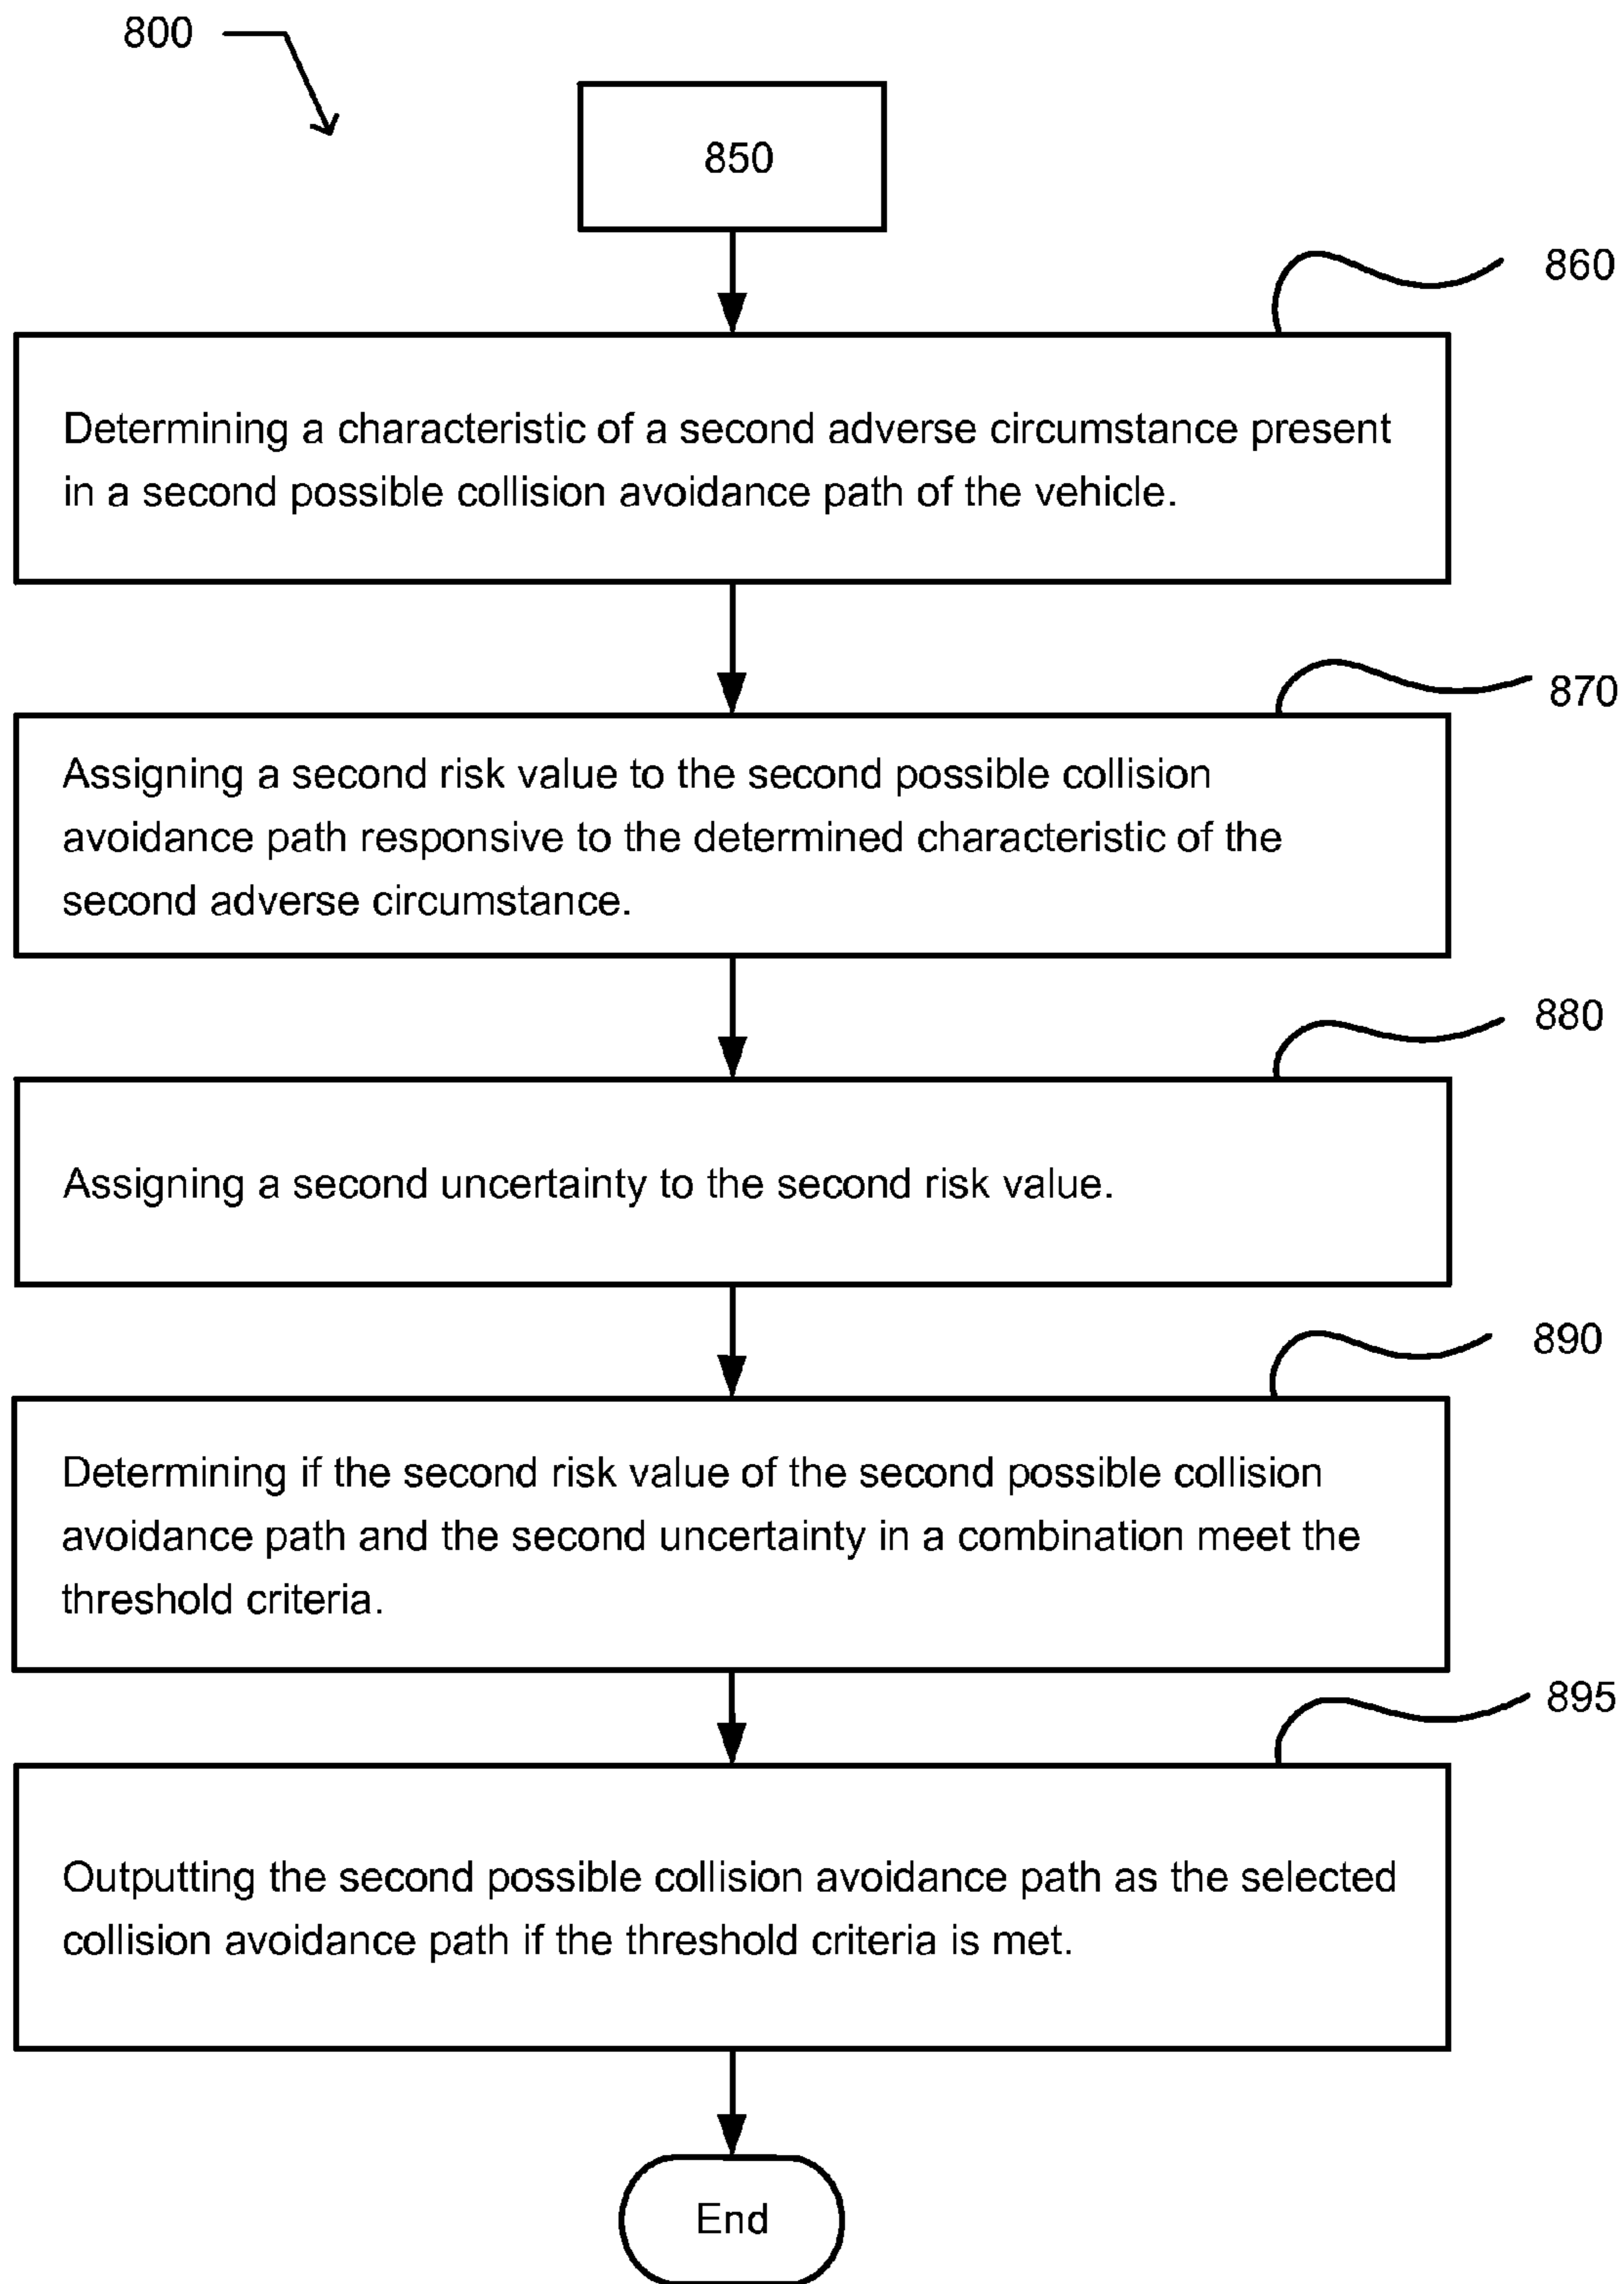 800
850
860
Determining a characteristic of a second adverse circumstance present
in a second possible collision avoidance path of the vehicle.
870
Assigning a second risk value to the second possible collision
avoidance path responsive to the determined characteristic of the
second adverse circumstance.
880
Assigning a second uncertainty to the second risk value.
890
Determining if the second risk value of the second possible collision
avoidance path and the second uncertainty in a combination meet the
threshold criteria.
895
Outputting the second possible collision avoidance path as the selected
collision avoidance path if the threshold criteria is met.
End